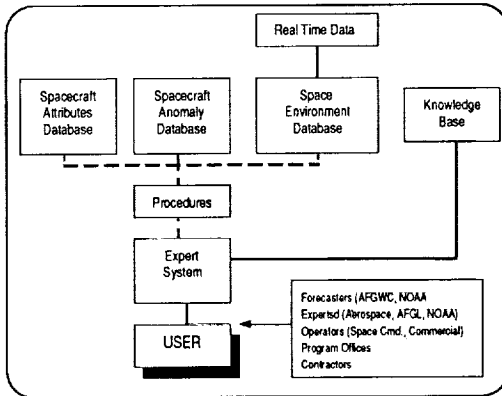 Real Time Data
Spacecraft
Attributes
Database
Spacecraft
Anomaly
Database
Space
Environment
Database
Knowledge
Base
Procedures
Expert
System
USER
Forecasters (AFGWC, NOAA
Experted (Aerospace, AFGL, NOAA)
Operators (Space Cmd., Commercial)
Program Offices
Contractors